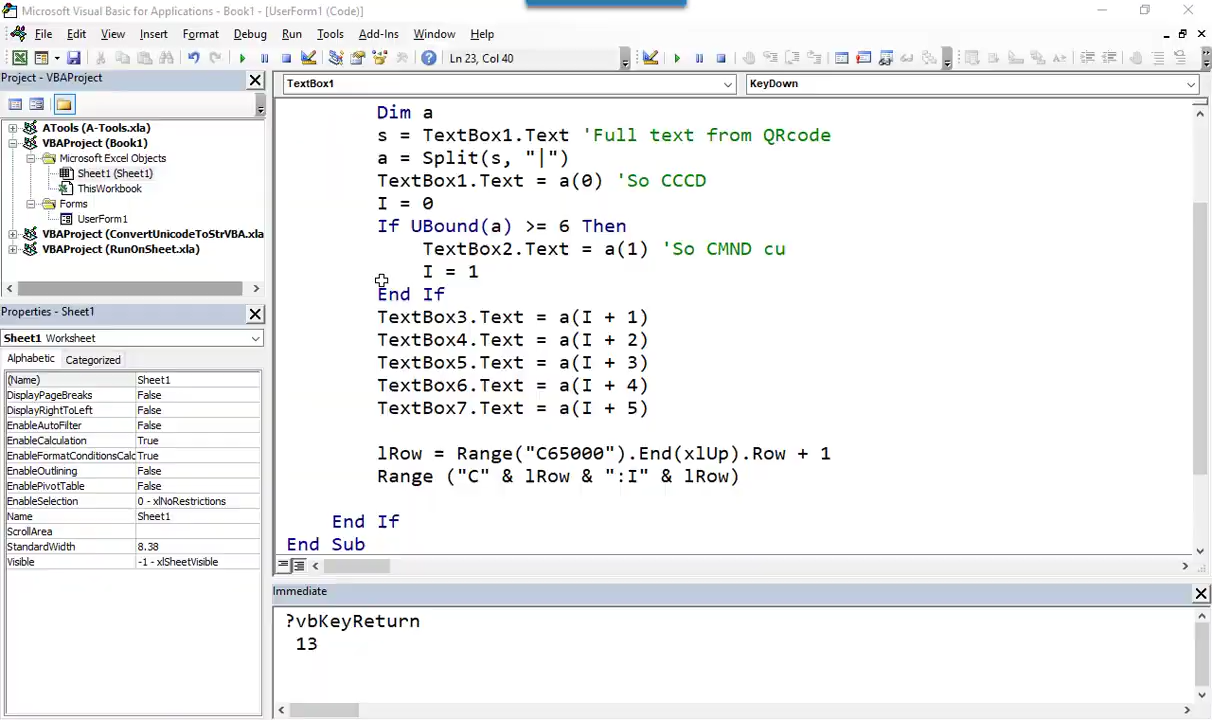 Microsoft Visual Basic for Applications - Book1 - [UserForm1 (Code)]
File Edit View Insert Format Debug Run Tools Add-Ins Window Help
Ln 23, Col 40
Project - VBAProject
ATools (A-Tools.xla)
VBAProject (Book1)
Microsoft Excel Objects
Sheet1 (Sheet1)
ThisWorkbook
Forms
UserForm1
VBAProject (ConvertUnicodeToStrVBA.xla
VBAProject (RunOnSheet.xla)
Properties - Sheet1
Sheet1 Worksheet
Alphabetic Categorized
(Name) Sheet1
DisplayPageBreaks False
DisplayRightToLeft False
EnableAutoFilter False
EnableCalculation True
EnableFormatConditionsCalc True
EnableOutlining False
EnablePivotTable False
EnableSelection 0 - xlNoRestrictions
Name Sheet1
ScrollArea
StandardWidth 8.38
Visible -1 - xlSheetVisible
TextBox1 KeyDown
Dim a
s = TextBox1.Text 'Full text from QRcode
a = Split(s, "|")
TextBox1.Text = a(0) 'So CCCD
I = 0
If UBound(a) >= 6 Then
TextBox2.Text = a(1) 'So CMND cu
I = 1
End If
TextBox3.Text = a(I + 1)
TextBox4.Text = a(I + 2)
TextBox5.Text = a(I + 3)
TextBox6.Text = a(I + 4)
TextBox7.Text = a(I + 5)
lRow = Range("C65000").End(xlUp).Row + 1
Range ("C" & lRow & ":I" & lRow)
End If
End Sub
Immediate
?vbKeyReturn
13